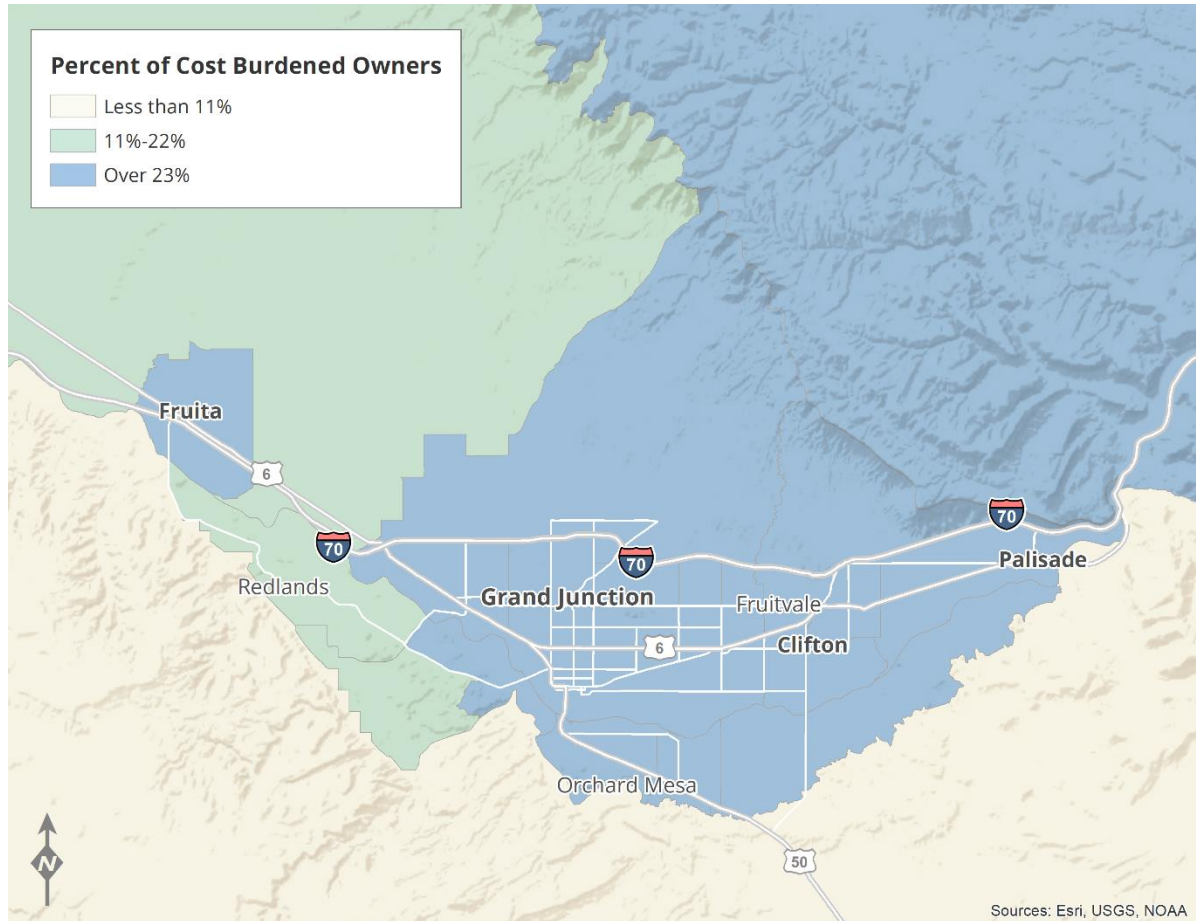 Percent of Cost Burdened Owners
Less than 11%
11%-22%
Over 23%
Fruita
6
70
70
70
Redlands
Grand Junction
Fruitvale
Palisade
6
Clifton
Orchard Mesa
50
N
Sources: Esri, USGS, NOAA